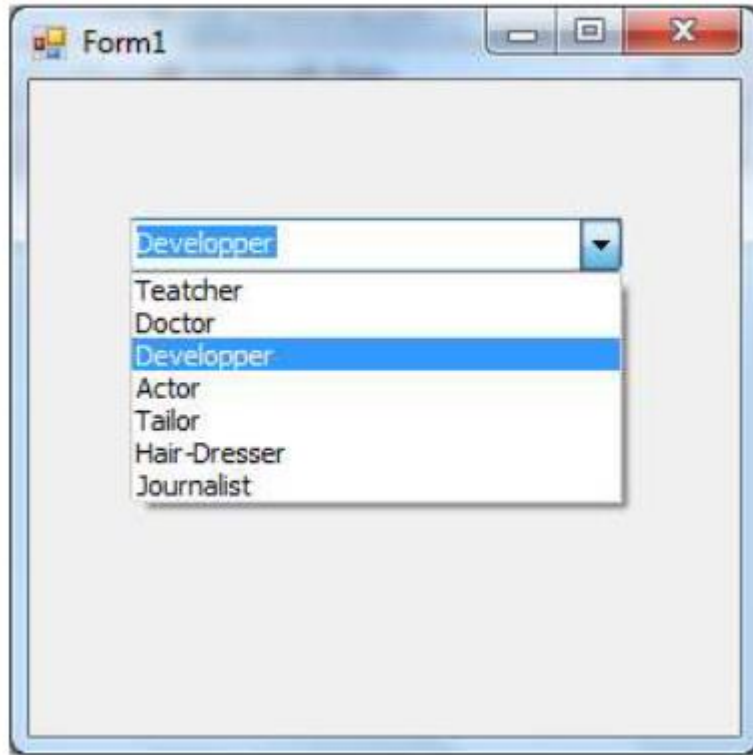 Form1
Developper
Teatcher
Doctor
Developper
Actor
Tailor
Hair-Dresser
Journalist